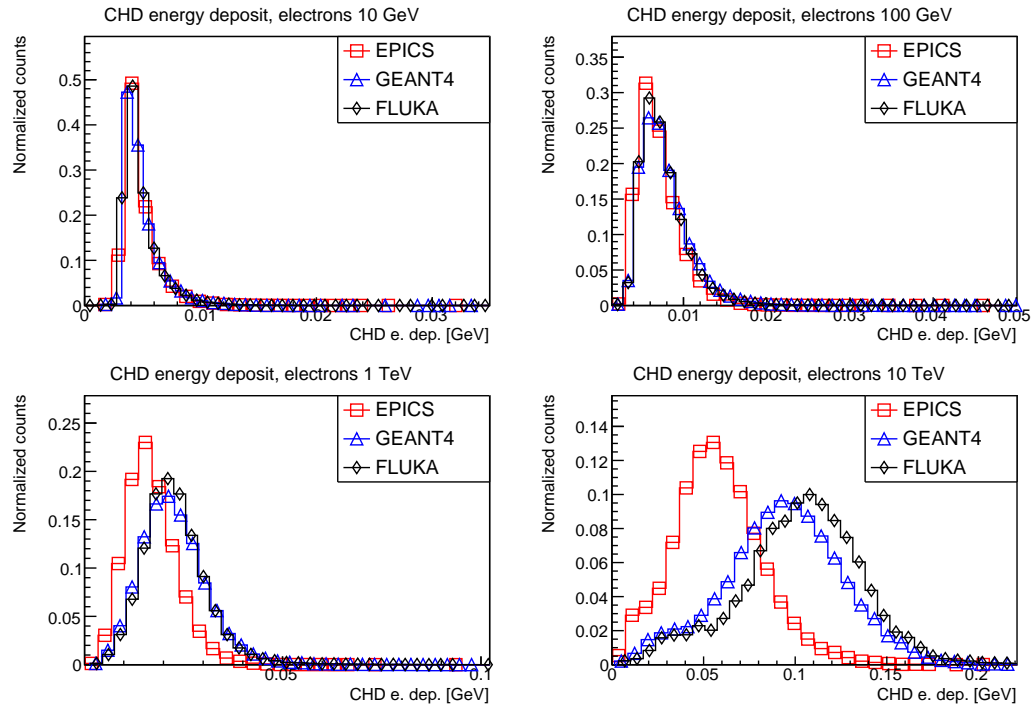 CHD energy deposit, electrons 10 GeV
Normalized counts
0.5
0.4
0.3
0.2
0.1
0
0 0.01 0.02 0.03
CHD e. dep. [GeV]
EPICS
GEANT4
FLUKA
CHD energy deposit, electrons 100 GeV
Normalized counts
0.35
0.3
0.25
0.2
0.15
0.1
0.05
0
0.01 0.02 0.03 0.04 0.05
CHD e. dep. [GeV]
EPICS
GEANT4
FLUKA
CHD energy deposit, electrons 1 TeV
Normalized counts
0.25
0.2
0.15
0.1
0.05
0
0.05 0.1
CHD e. dep. [GeV]
EPICS
GEANT4
FLUKA
CHD energy deposit, electrons 10 TeV
Normalized counts
0.14
0.12
0.1
0.08
0.06
0.04
0.02
0
0 0.05 0.1 0.15 0.2
CHD e. dep. [GeV]
EPICS
GEANT4
FLUKA